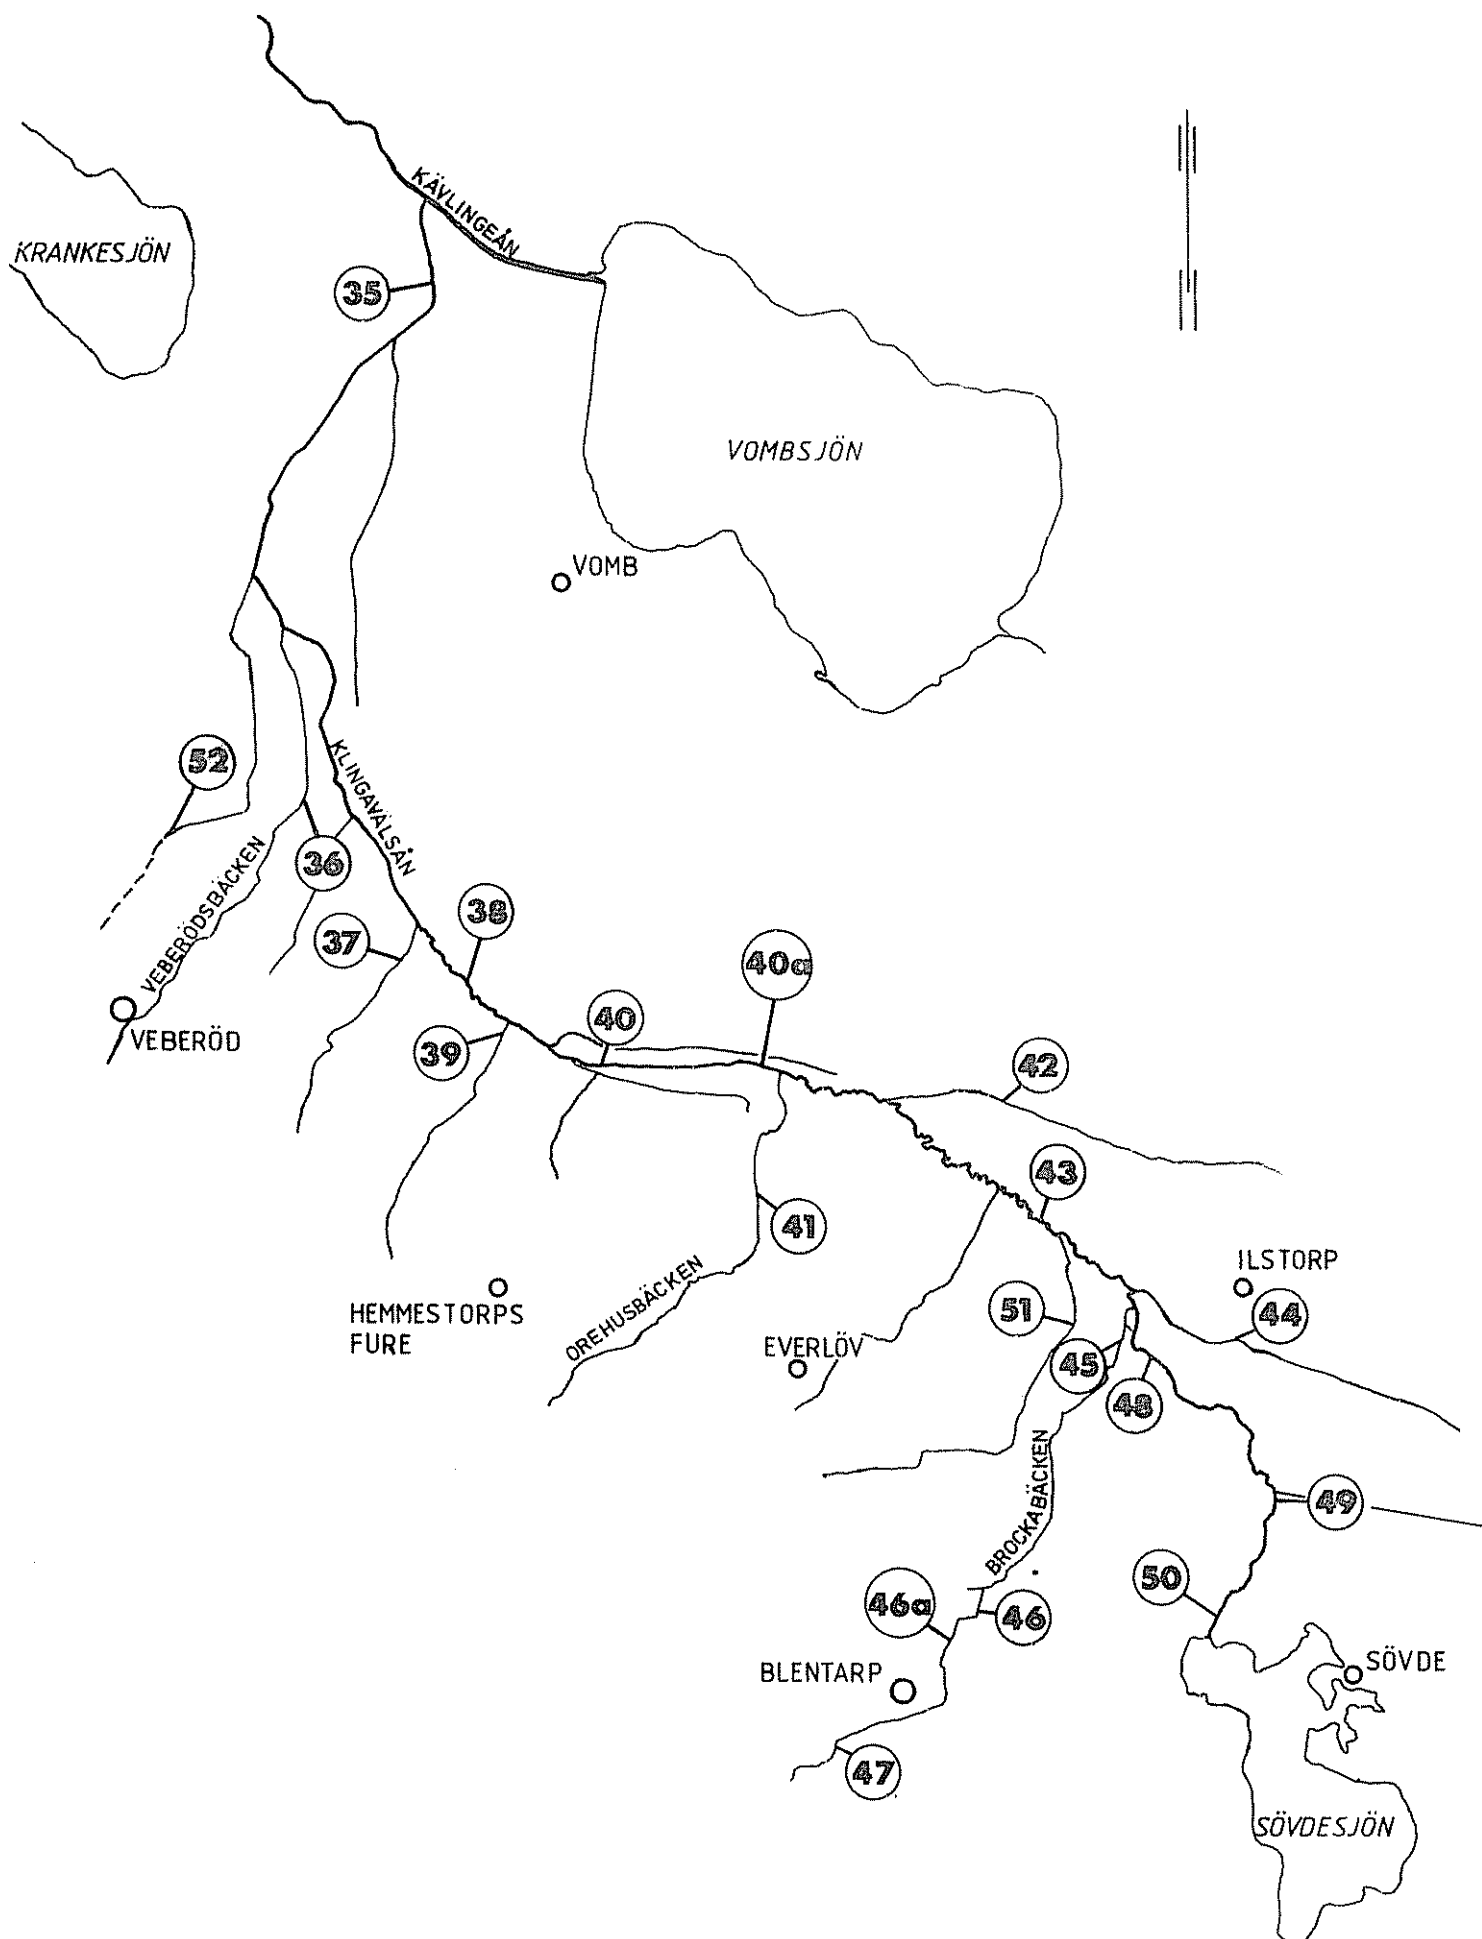 KÄVLINGEÅN
KRANKESJÖN
35
VOMBSJÖN
VOMB
52
KLINGAVÄLSÅN
36
VEBERÖDSBÄCKEN
38
37
40a
VEBERÖD
40
39
42
43
41
ILSTORP
HEMMESTORPS
FURE
OREHUSBÄCKEN
51
44
EVERLÖV
45
48
BROCKABÄCKEN
49
50
46a
46
BLENTARP
SÖVDE
47
SÖVDESJÖN